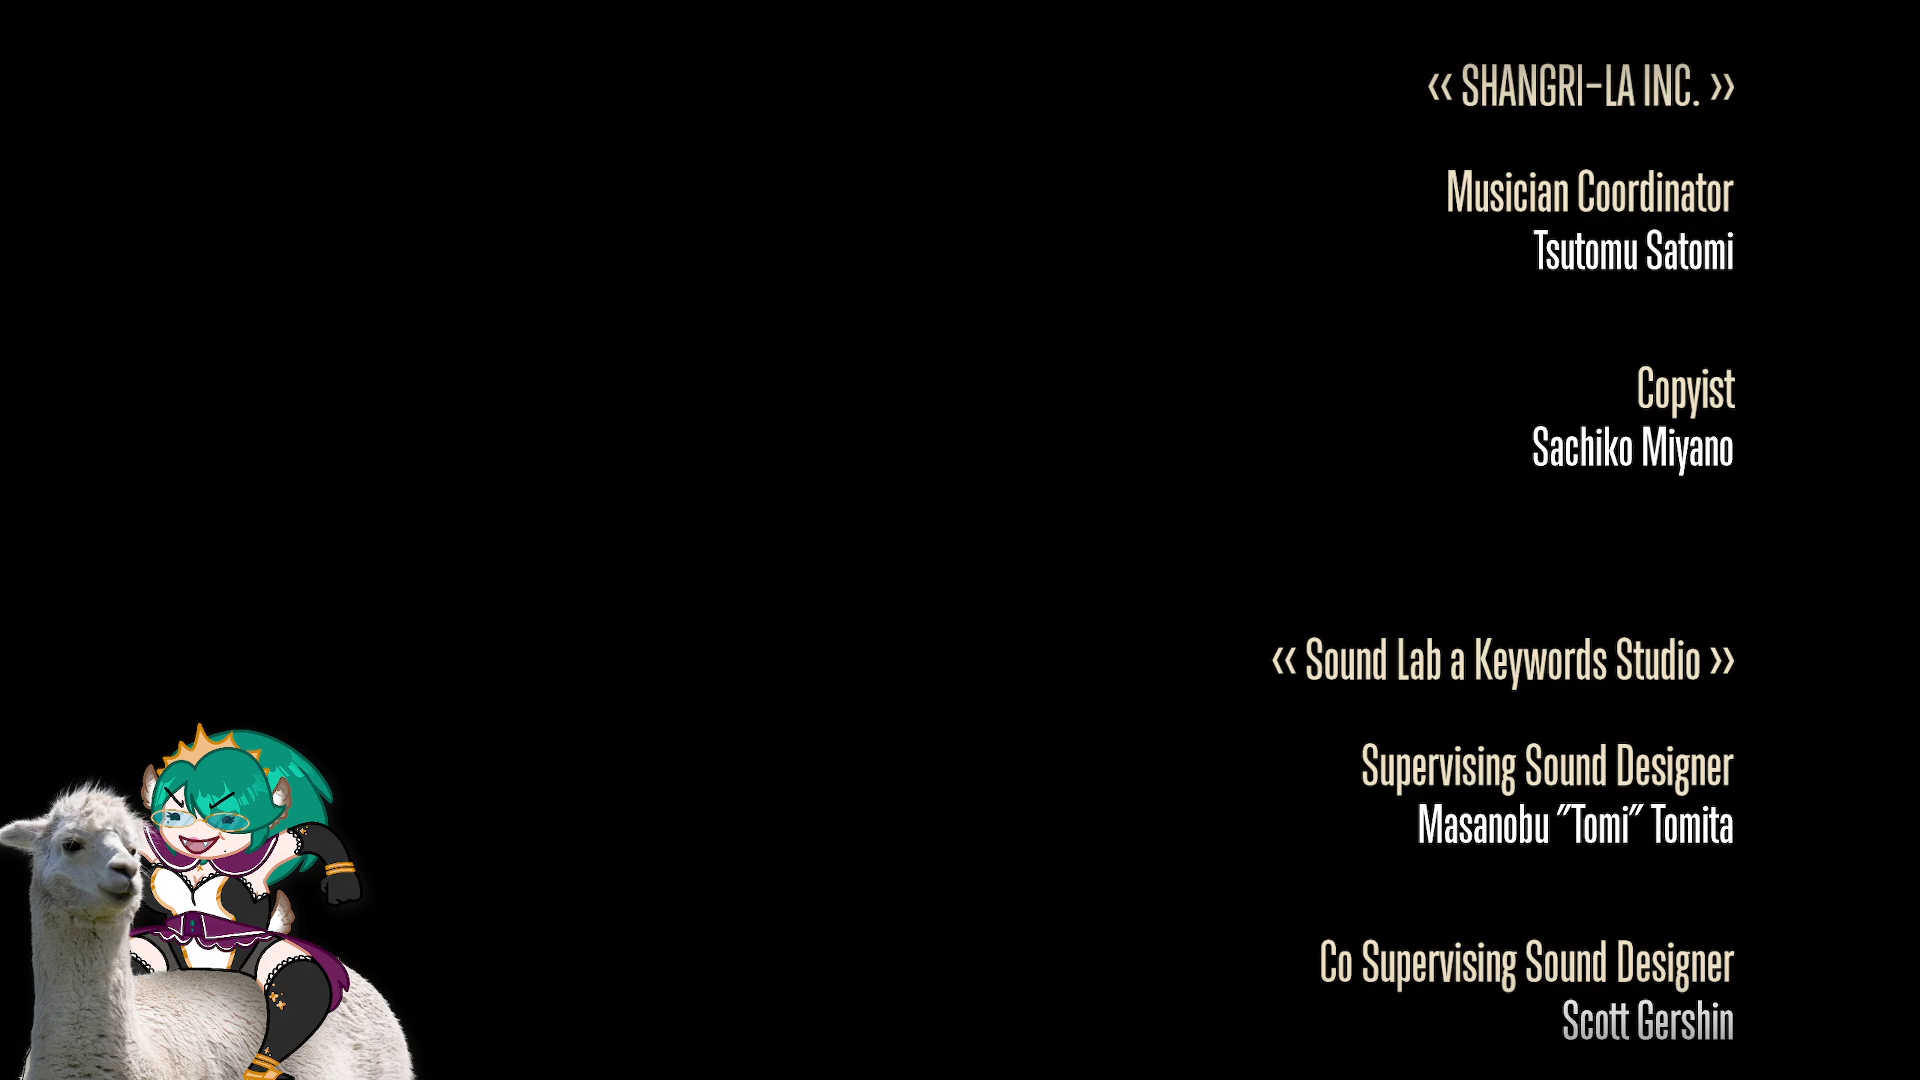 ‹‹ SHANGRI-LA INC. ››
Musician Coordinator
Tsutomu Satomi
Copyist
Sachiko Miyano
‹‹ Sound Lab a Keywords Studio ››
Supervising Sound Designer
Masanobu "Tomi" Tomita
Co Supervising Sound Designer
Scott Gershin